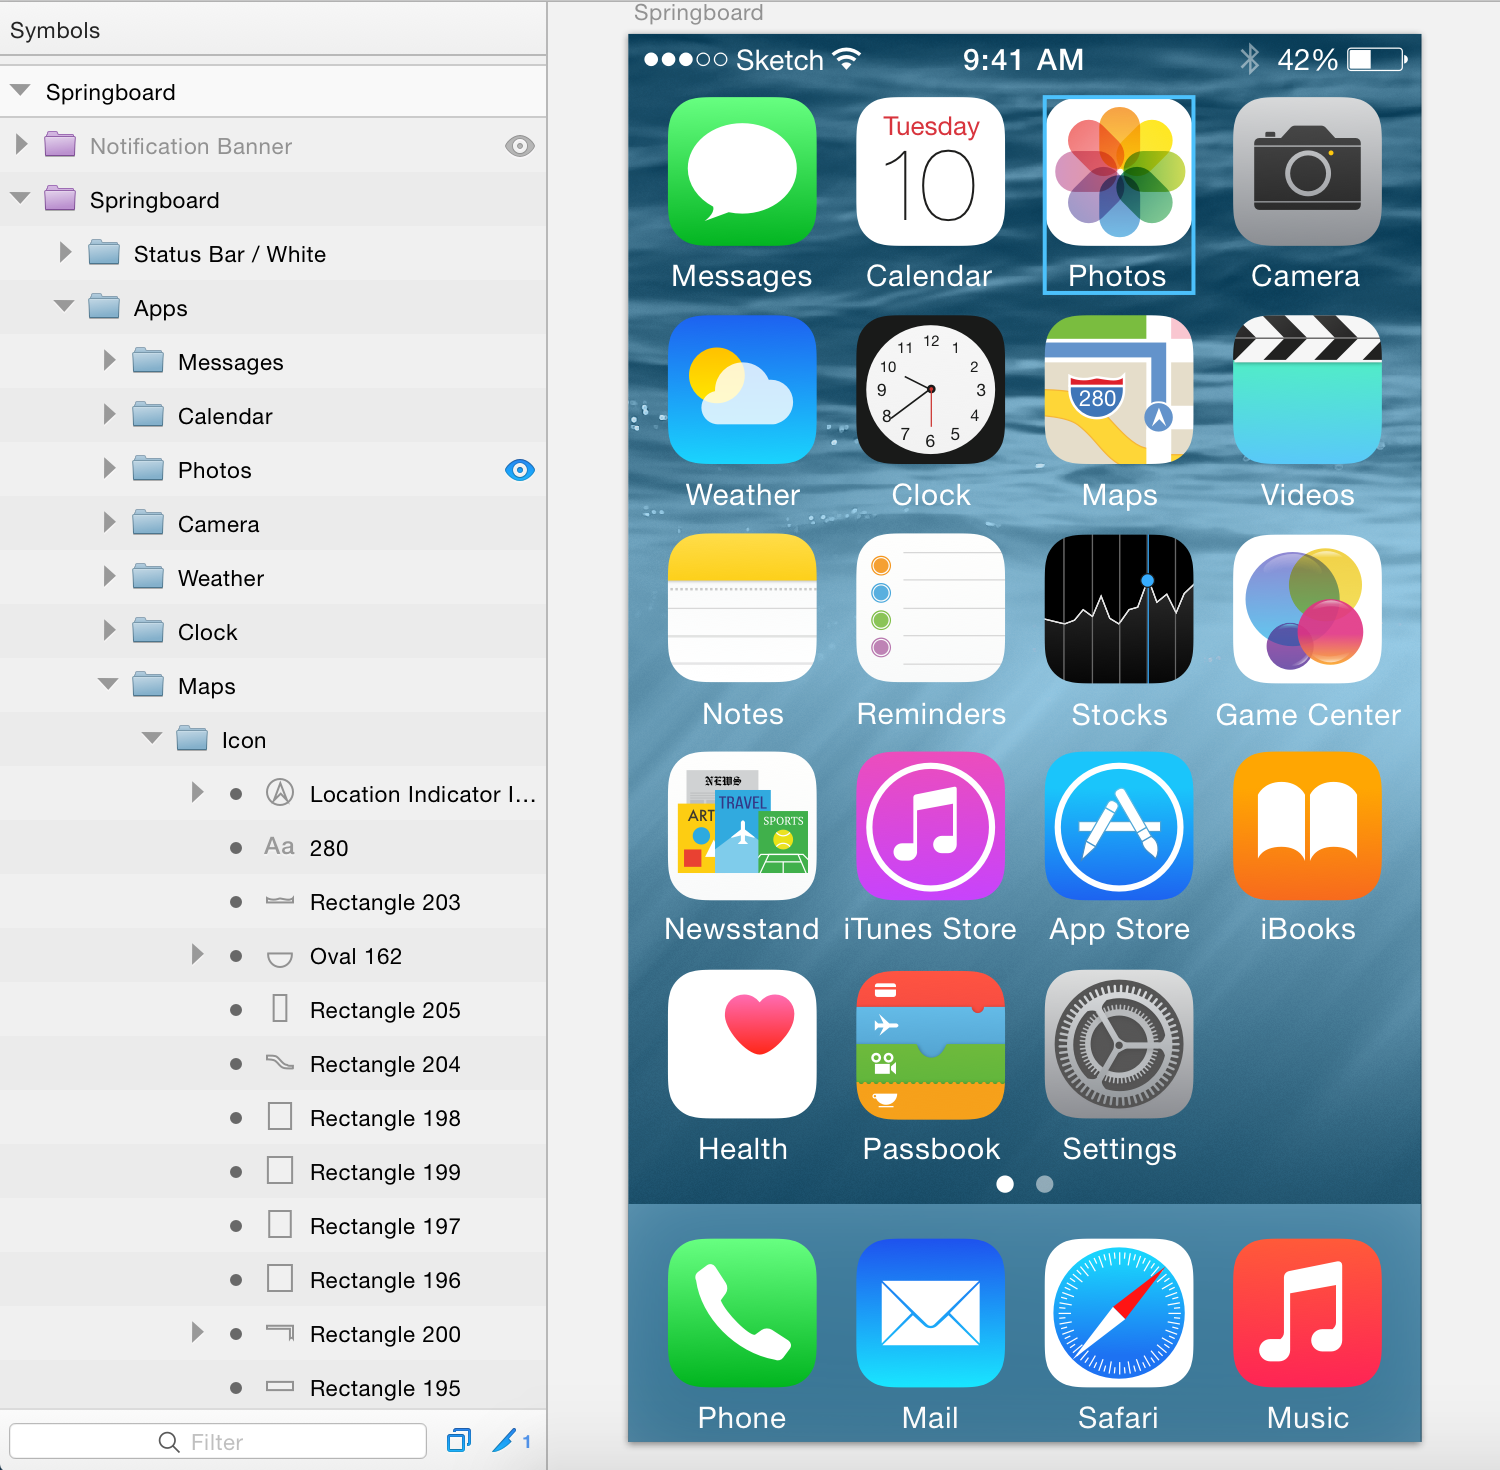 Symbols
Springboard
Notification Banner
Springboard
Status Bar / White
Apps
Messages
Calendar
Photos
Camera
Weather
Clock
Maps
Icon
Location Indicator I...
Aa 280
Rectangle 203
Oval 162
Rectangle 205
Rectangle 204
Rectangle 198
Rectangle 199
Rectangle 197
Rectangle 196
Rectangle 200
Rectangle 195
Filter
1
Springboard
Sketch 9:41 AM 42%
Tuesday
10
Messages Calendar Photos Camera
12
11 1
10 2
9 3
8 4
7 5
6
280
Weather Clock Maps Videos
Notes Reminders Stocks Game Center
NEWS
TRAVEL
ART
SPORTS
Newsstand iTunes Store App Store iBooks
Health Passbook Settings
Phone Mail Safari Music